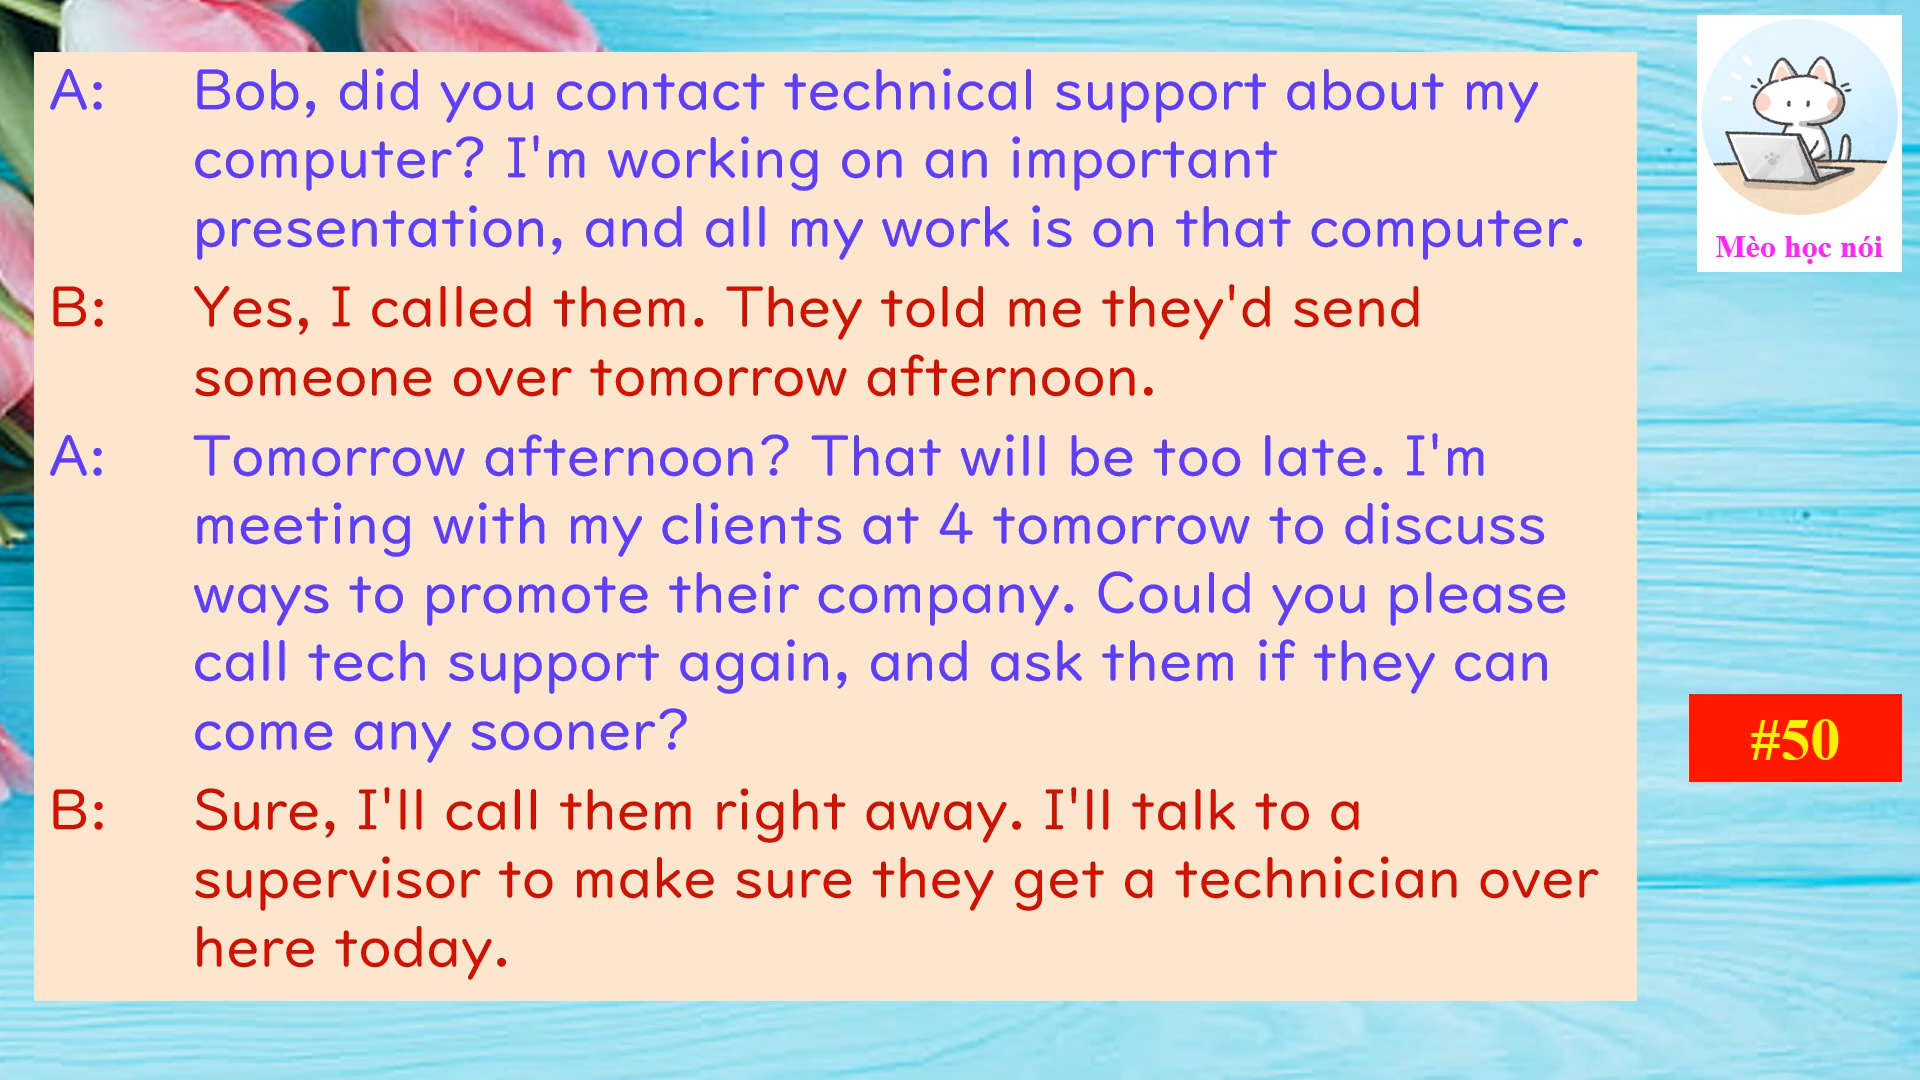 A: Bob, did you contact technical support about my
computer? I'm working on an important
presentation, and all my work is on that computer.
B: Yes, I called them. They told me they'd send
someone over tomorrow afternoon.
A: Tomorrow afternoon? That will be too late. I'm
meeting with my clients at 4 tomorrow to discuss
ways to promote their company. Could you please
call tech support again, and ask them if they can
come any sooner?
B: Sure, I'll call them right away. I'll talk to a
supervisor to make sure they get a technician over
here today.
Mèo học nói
#50